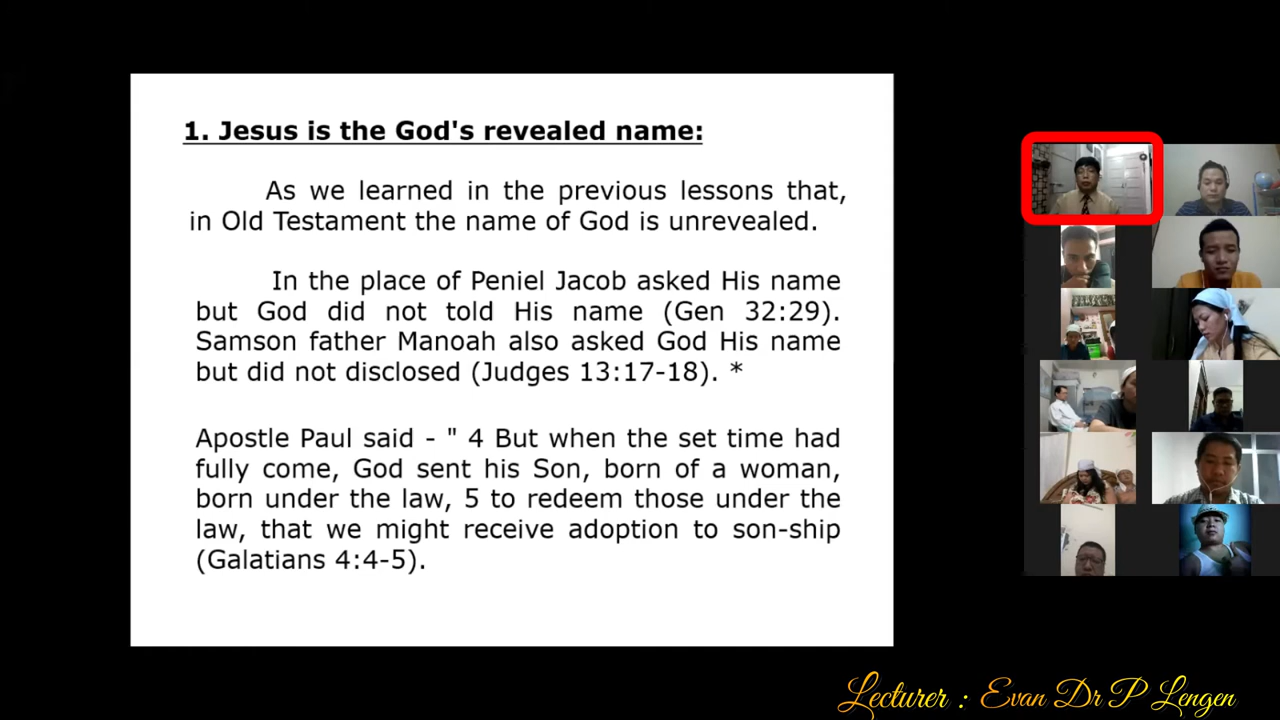 1. Jesus is the God's revealed name:
As we learned in the previous lessons that,
in Old Testament the name of God is unrevealed.
In the place of Peniel Jacob asked His name
but God did not told His name (Gen 32:29).
Samson father Manoah also asked God His name
but did not disclosed (Judges 13:17-18). *
Apostle Paul said - " 4 But when the set time had
fully come, God sent his Son, born of a woman,
born under the law, 5 to redeem those under the
law, that we might receive adoption to son-ship
(Galatians 4:4-5).
Lecturer : Evan Dr P Lengen